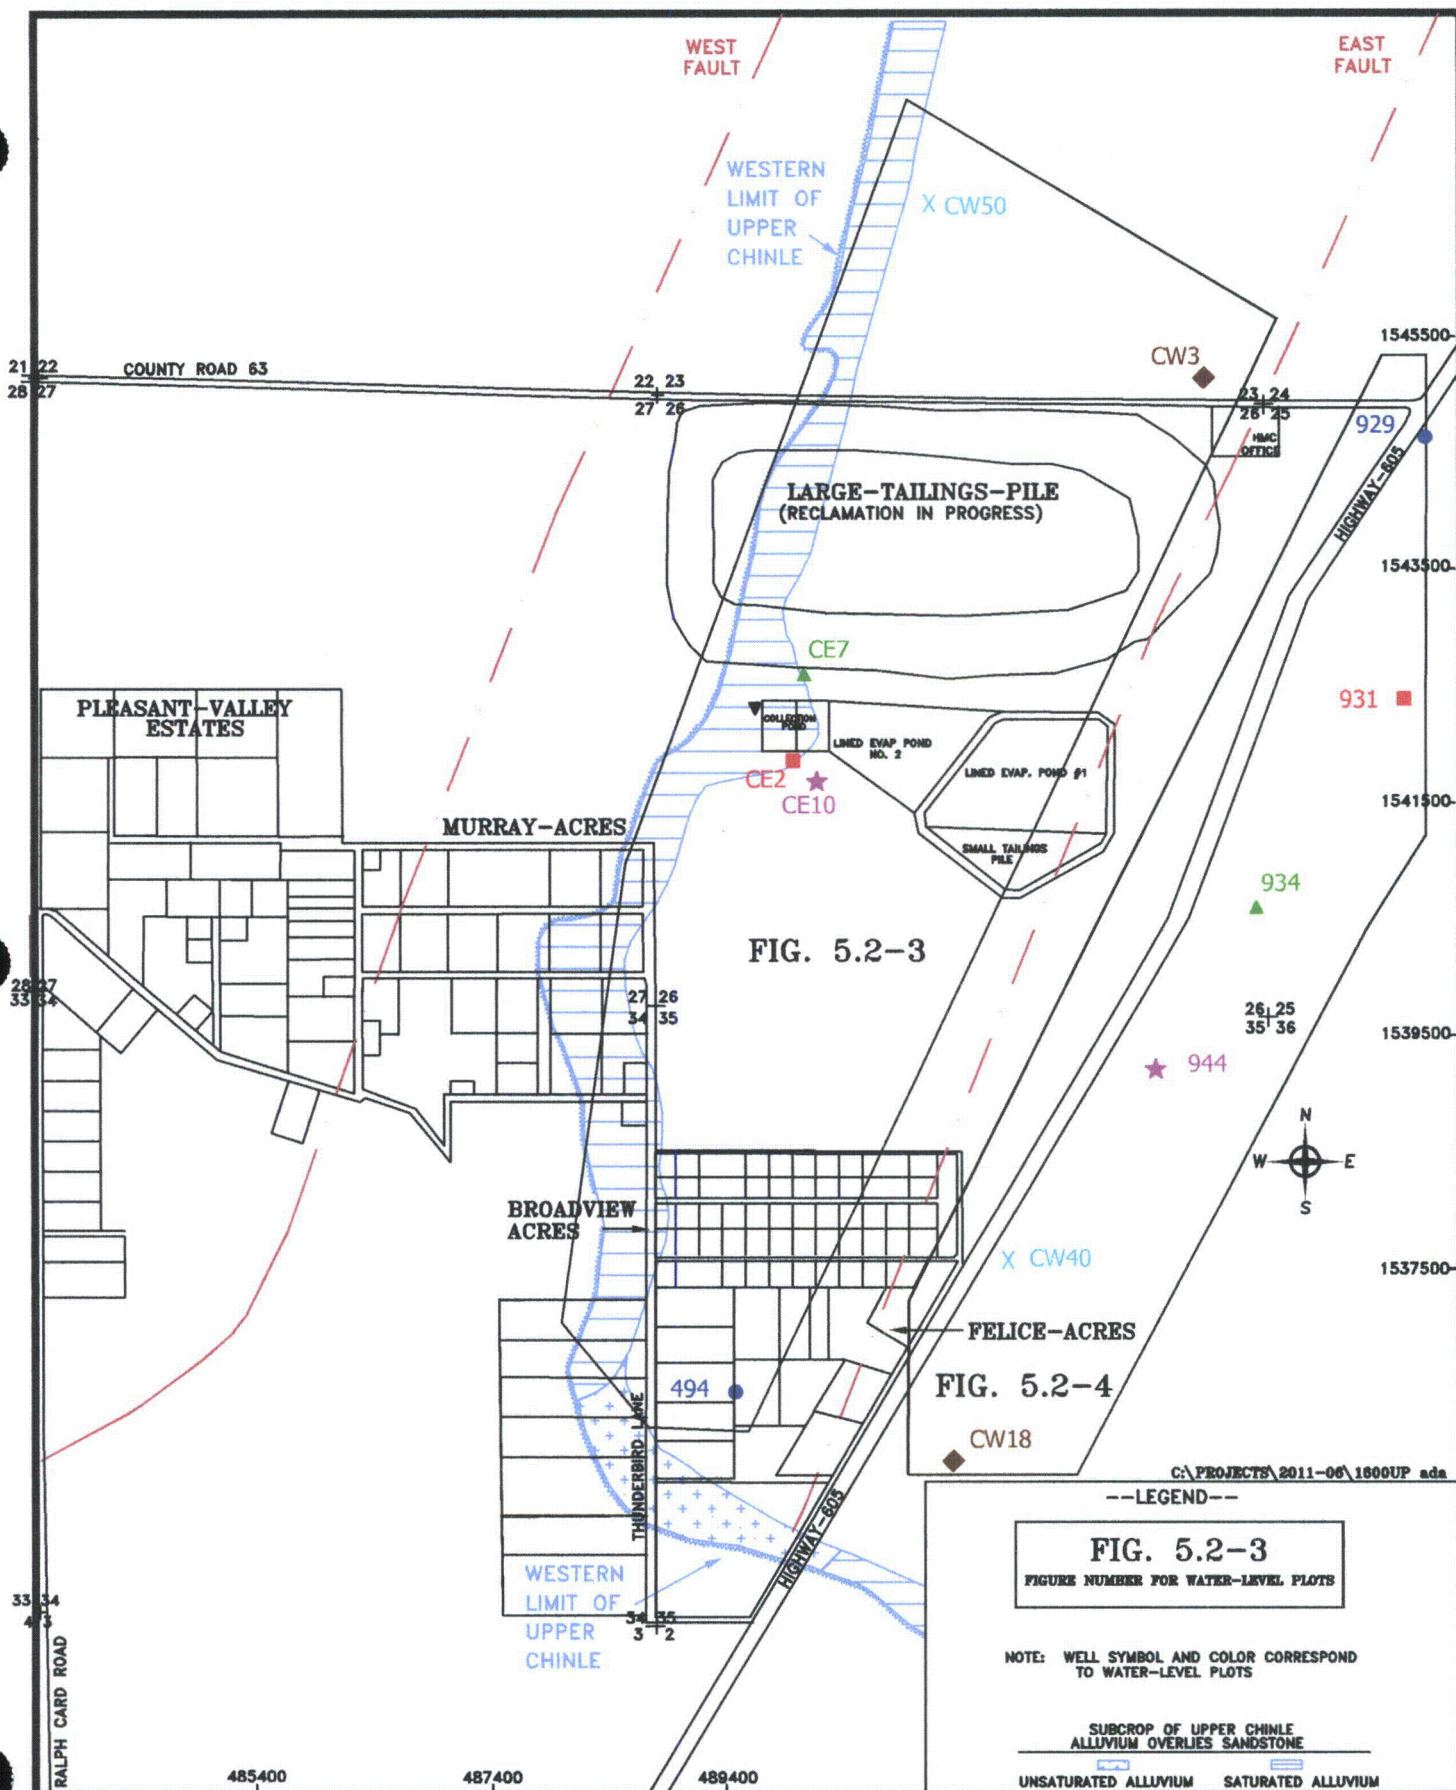 WEST
FAULT
EAST
FAULT
WESTERN
LIMIT OF
UPPER
CHINLE
X CW50
1545500
CW3
21 22
28 27
COUNTY ROAD 63
22 23
27 26
23 24
26 25
HMC
OFFICE
929
HIGHWAY-605
LARGE-TAILINGS-PILE
(RECLAMATION IN PROGRESS)
1543500
CE7
931
PLEASANT-VALLEY
ESTATES
COLLECTION
POND
LINED EVAP POND
NO. 2
LINED EVAP. POND #1
CE2
CE10
1541500
MURRAY-ACRES
SMALL TAILINGS
PILE
934
FIG. 5.2-3
28 27
33 34
27 26
34 35
26 25
35 36
1539500
944
N
W E
S
BROADVIEW
ACRES
X CW40
1537500
FELICE-ACRES
494
FIG. 5.2-4
THUNDERBIRD LANE
CW18
C:\PROJECTS\2011-06\1600UP ada
--LEGEND--
HIGHWAY-605
FIG. 5.2-3
FIGURE NUMBER FOR WATER-LEVEL PLOTS
WESTERN
LIMIT OF
UPPER
CHINLE
33 34
4 3
34 35
3 2
NOTE: WELL SYMBOL AND COLOR CORRESPOND
TO WATER-LEVEL PLOTS
RALPH CARD ROAD
SUBCROP OF UPPER CHINLE
ALLUVIUM OVERLIES SANDSTONE
UNSATURATED ALLUVIUM SATURATED ALLUVIUM
485400
487400
489400